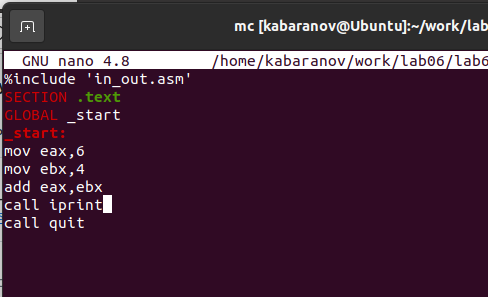 mc [kabaranov@Ubuntu]:~/work/lab06/lab
GNU nano 4.8 /home/kabaranov/work/lab06/lab6
%include 'in_out.asm'
SECTION .text
GLOBAL _start
_start:
mov eax,6
mov ebx,4
add eax,ebx
call iprint
call quit